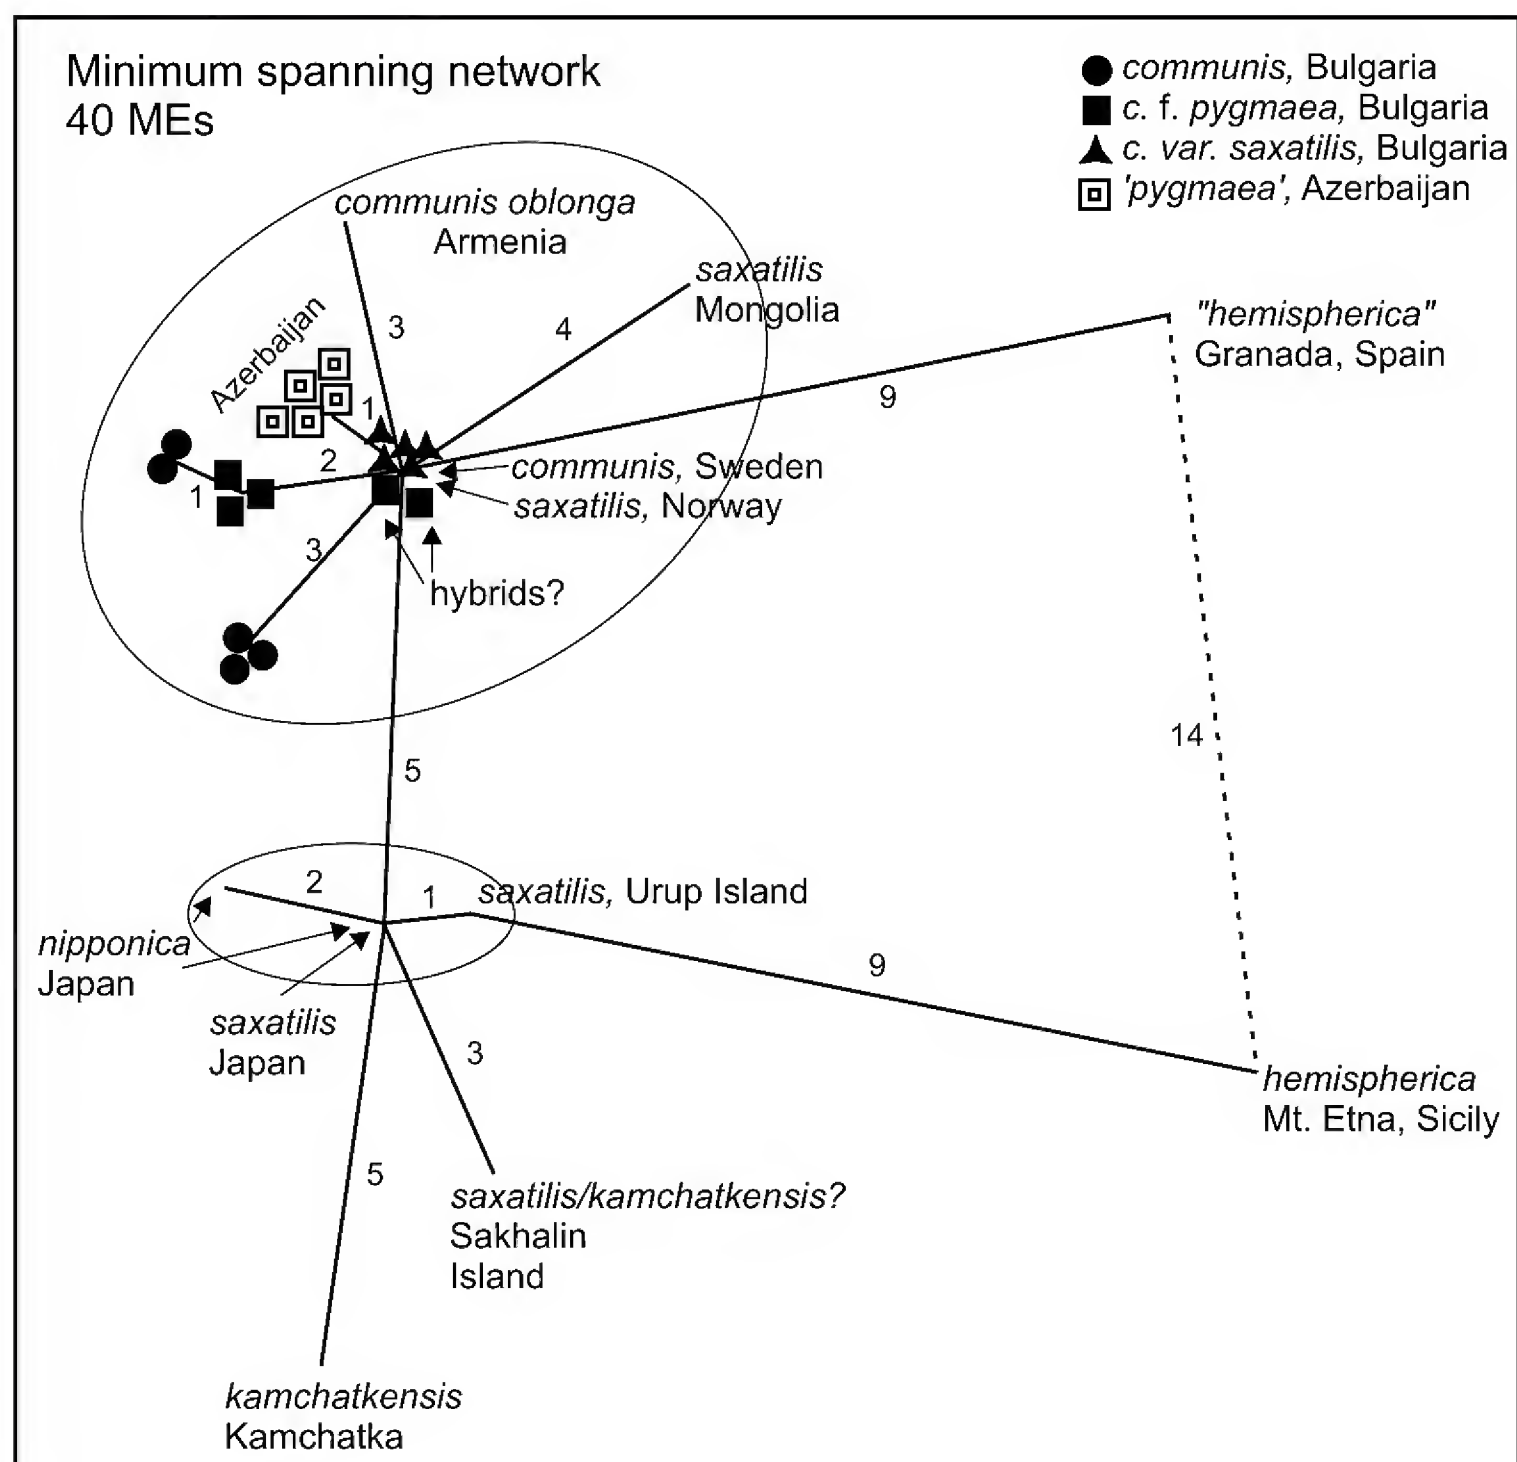 Minimum spanning network
40 MEs
communis, Bulgaria
c. f. pygmaea, Bulgaria
c. var. saxatilis, Bulgaria
'pygmaea', Azerbaijan
communis oblonga
Armenia
saxatilis
Mongolia
"hemispherica"
Granada, Spain
Azerbaijan
3
4
9
1
2
1
communis, Sweden
saxatilis, Norway
3
hybrids?
14
5
2
1
saxatilis, Urup Island
nipponica
Japan
9
saxatilis
Japan
3
hemispherica
Mt. Etna, Sicily
5
saxatilis/kamchatkensis?
Sakhalin
Island
kamchatkensis
Kamchatka